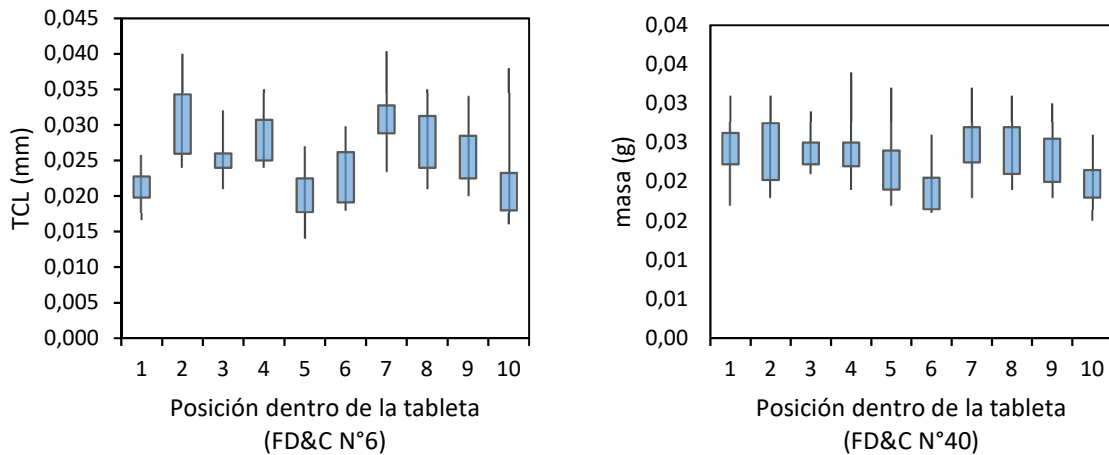 0,045
0,040
0,035
0,030
0,025
0,020
0,015
0,010
0,005
0,000
TCL (mm)
1 2 3 4 5 6 7 8 9 10
Posición dentro de la tableta
(FD&C N°6)
0,04
0,04
0,03
0,03
0,02
0,02
0,01
0,01
0,00
masa (g)
1 2 3 4 5 6 7 8 9 10
Posición dentro de la tableta
(FD&C N°40)